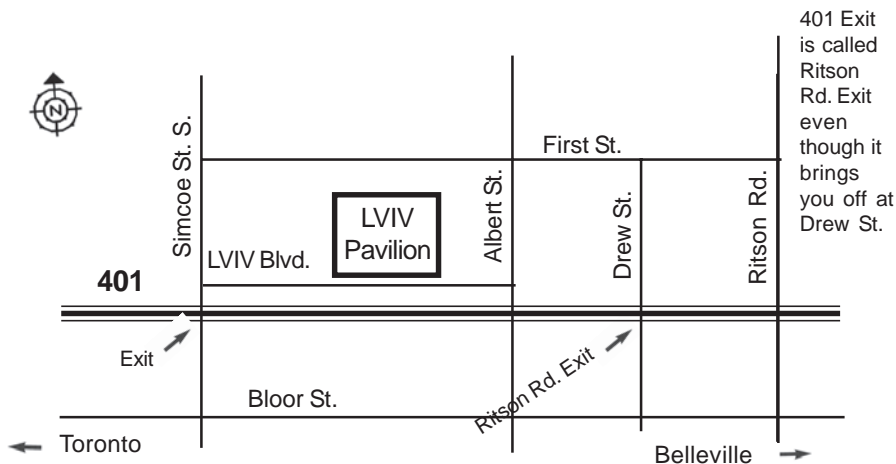 401 Exit
is called
Ritson
Rd. Exit
even
though it
brings
you off at
Drew St.
N
Simcoe St. S.
First St.
Albert St.
Drew St.
Ritson Rd.
LVIV
Pavilion
LVIV Blvd.
401
Exit
Ritson Rd. Exit
Bloor St.
Toronto
Belleville